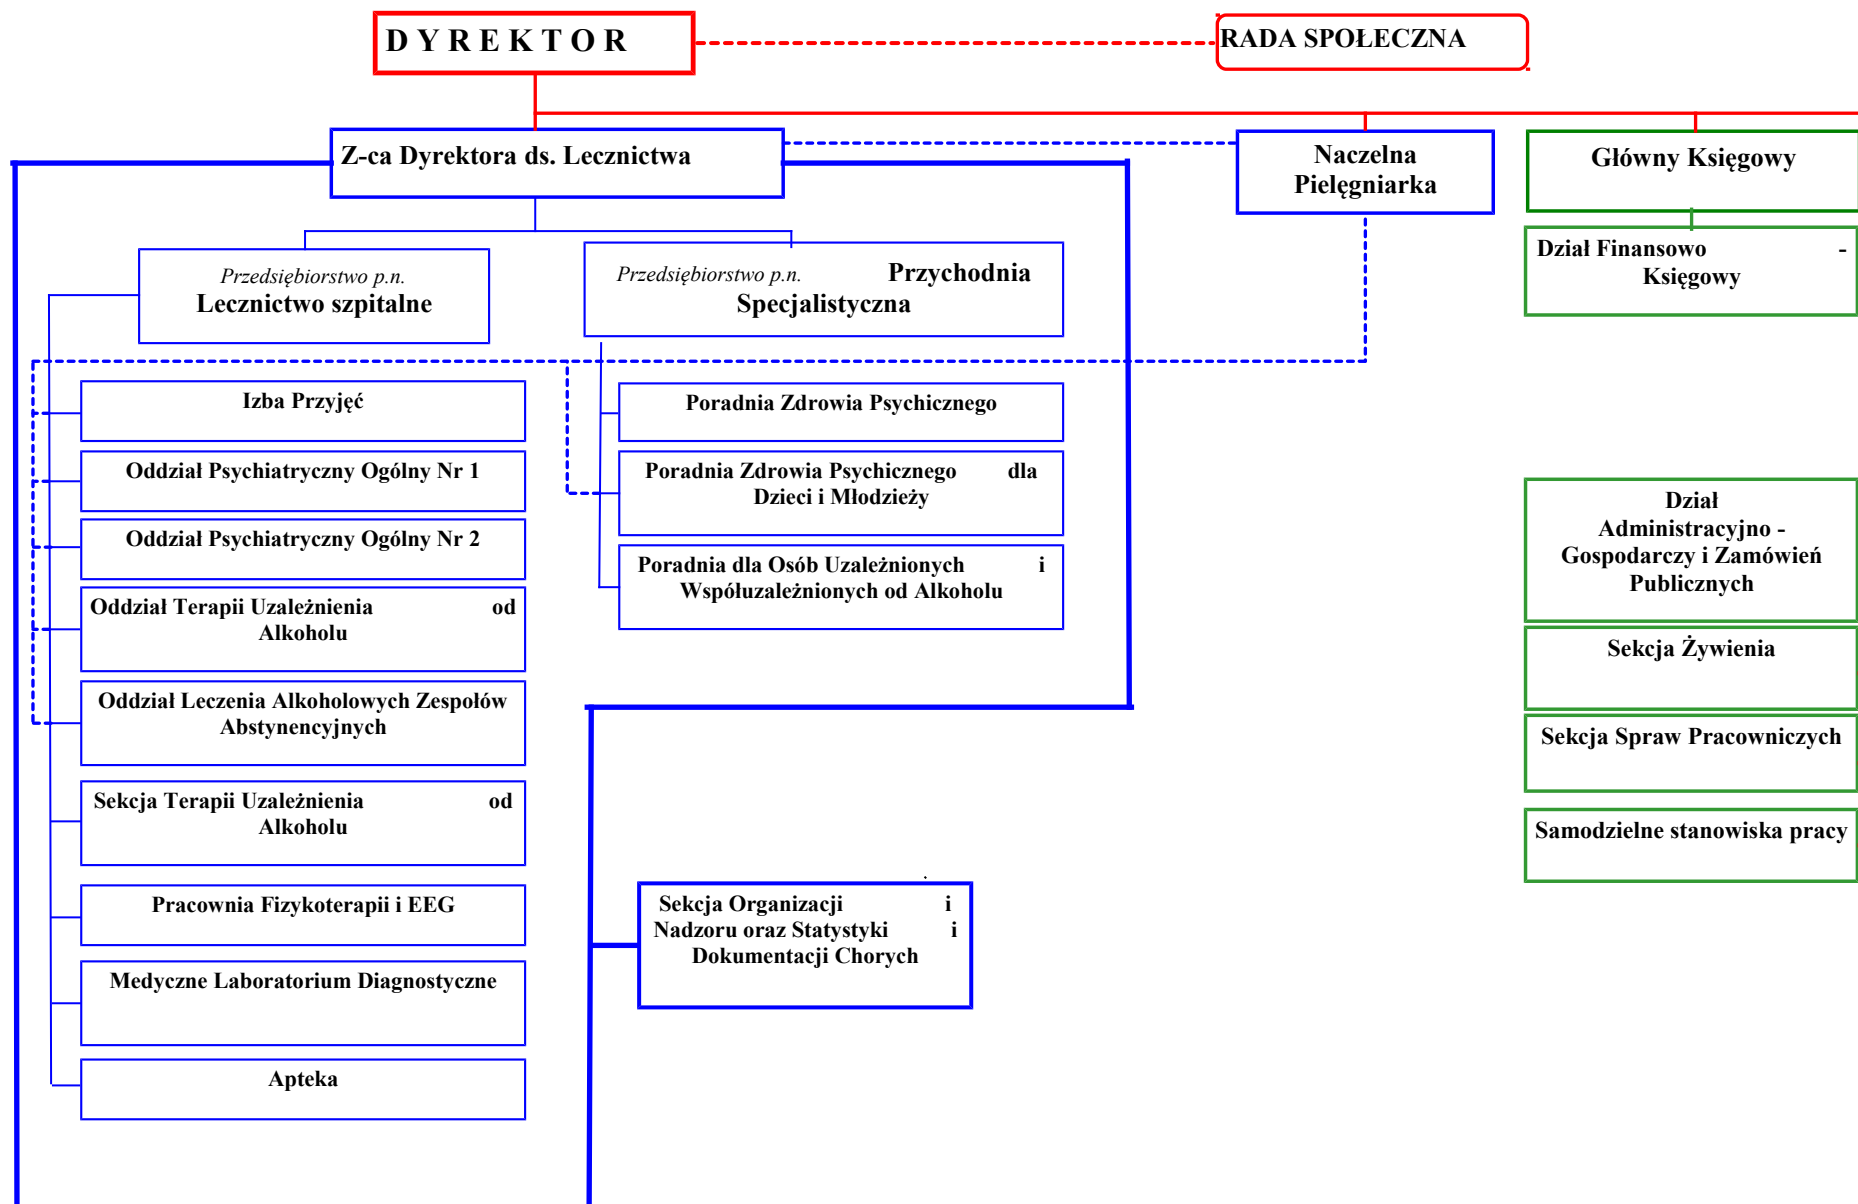 D Y R E K T O R
RADA SPOŁECZNA
Z-ca Dyrektora ds. Lecznictwa
Naczelna
Pielęgniarka
Główny Księgowy
Przedsiębiorstwo p.n.
Lecznictwo szpitalne
Przedsiębiorstwo p.n. Przychodnia
Specjalistyczna
Dział Finansowo -
Księgowy
Izba Przyjęć
Oddział Psychiatryczny Ogólny Nr 1
Oddział Psychiatryczny Ogólny Nr 2
Oddział Terapii Uzależnienia od
Alkoholu
Oddział Leczenia Alkoholowych Zespołów
Abstynencyjnych
Sekcja Terapii Uzależnienia od
Alkoholu
Pracownia Fizykoterapii i EEG
Medyczne Laboratorium Diagnostyczne
Apteka
Poradnia Zdrowia Psychicznego
Poradnia Zdrowia Psychicznego dla
Dzieci i Młodzieży
Poradnia dla Osób Uzależnionych i
Współuzależnionych od Alkoholu
Sekcja Organizacji i
Nadzoru oraz Statystyki i
Dokumentacji Chorych
Dział
Administracyjno -
Gospodarczy i Zamówień
Publicznych
Sekcja Żywienia
Sekcja Spraw Pracowniczych
Samodzielne stanowiska pracy